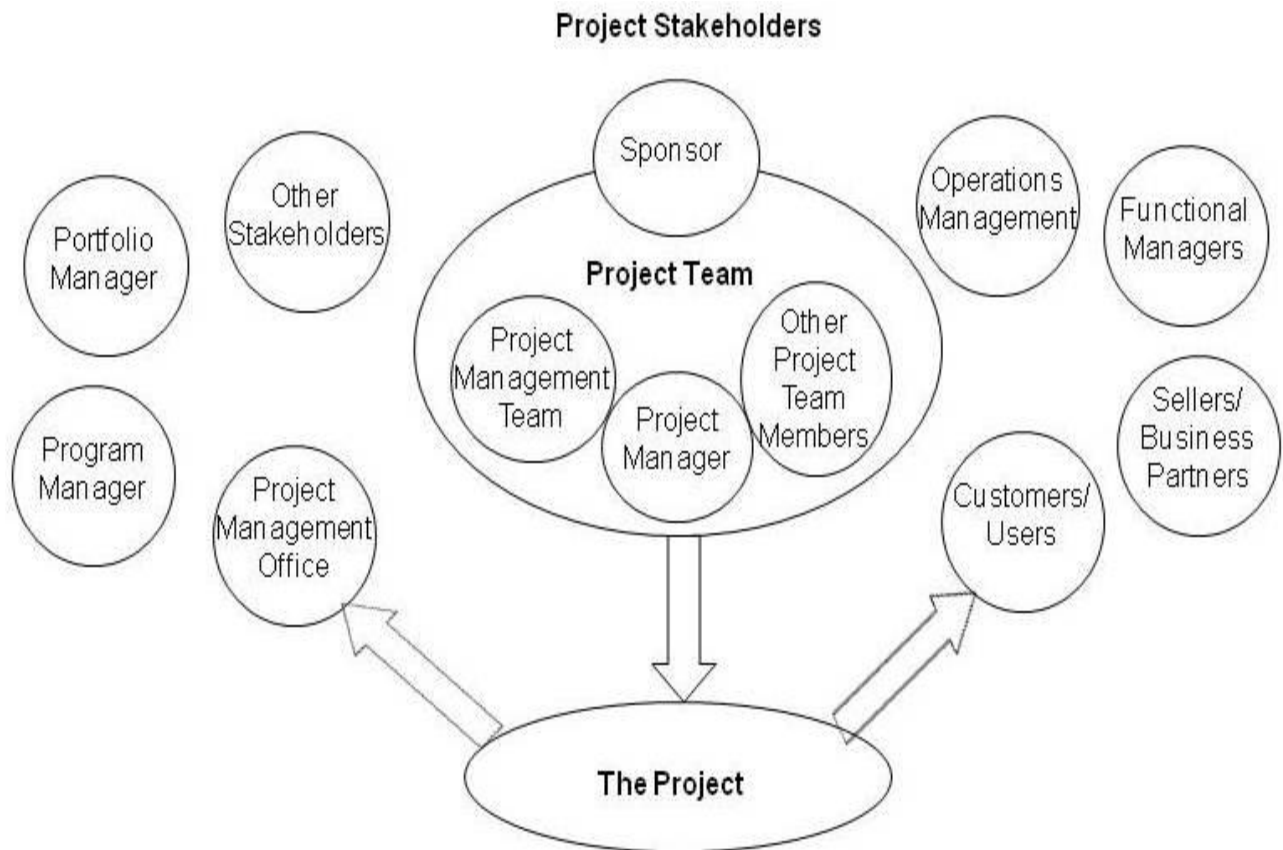 Project Stakeholders
Sponsor
Other
Stakeholders
Portfolio
Manager
Operations
Management
Functional
Managers
Project Team
Project
Management
Team
Project
Manager
Other
Project
Team
Members
Program
Manager
Project
Management
Office
Sellers/
Business
Partners
Customers/
Users
The Project